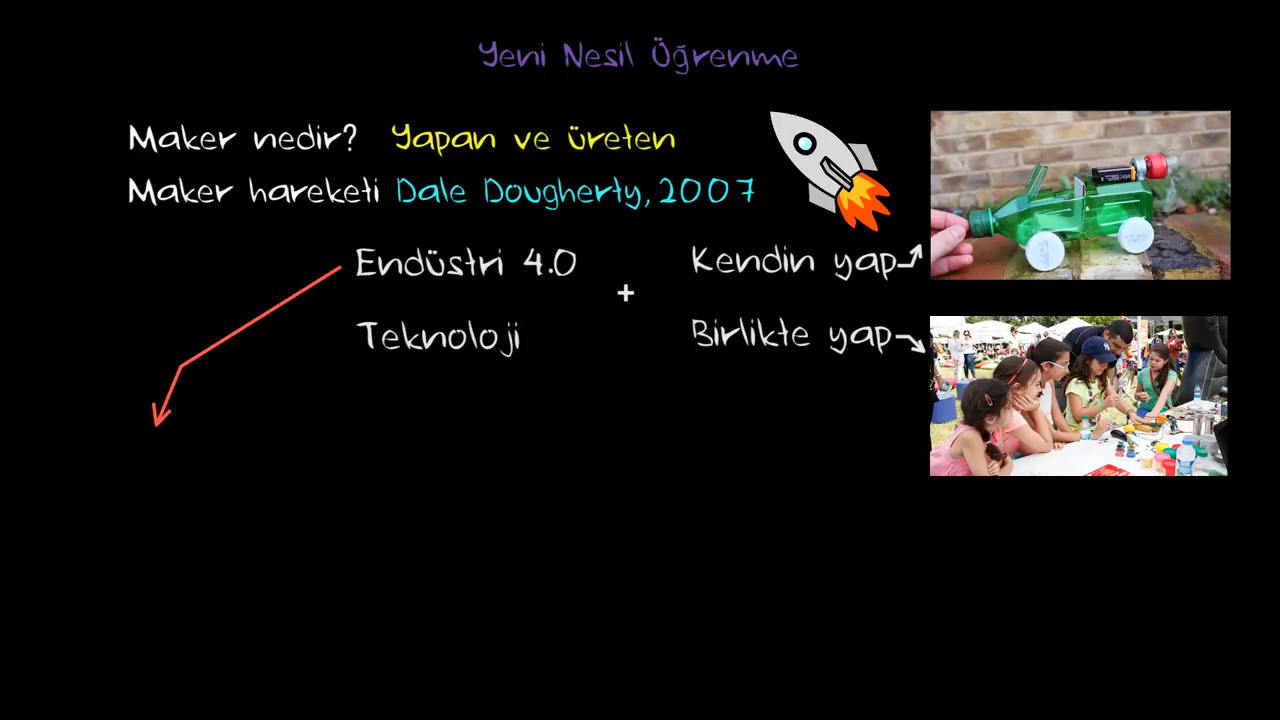 Yeni Nesil Öğrenme
Maker nedir? Yapan ve üreten
Maker hareketi Dale Dougherty, 2007
Endüstri 4.0 + Kendin yap
Teknoloji Birlikte yap